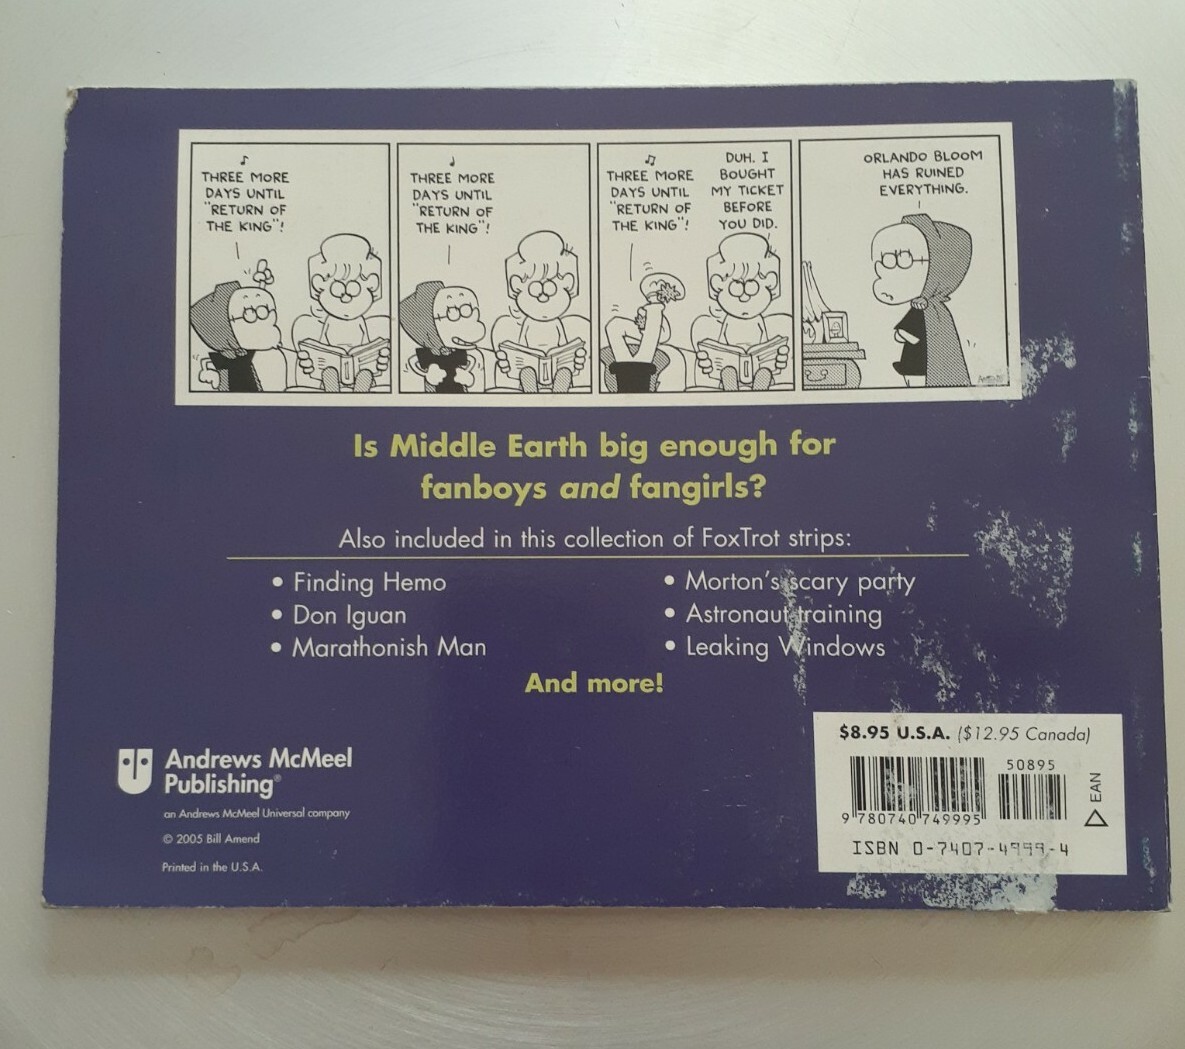 ♪
THREE MORE
DAYS UNTIL
"RETURN OF
THE KING"!
♩
THREE MORE
DAYS UNTIL
"RETURN OF
THE KING"!
♫
THREE MORE
DAYS UNTIL
"RETURN OF
THE KING"!
DUH. I
BOUGHT
MY TICKET
BEFORE
YOU DID.
ORLANDO BLOOM
HAS RUINED
EVERYTHING.
Is Middle Earth big enough for
fanboys and fangirls?
Also included in this collection of FoxTrot strips:
• Finding Hemo
• Don Iguan
• Marathonish Man
• Morton's scary party
• Astronaut training
• Leaking Windows
And more!
Andrews McMeel
Publishing®
an Andrews McMeel Universal company
© 2005 Bill Amend
Printed in the U.S.A.
$8.95 U.S.A. ($12.95 Canada)
50895
9 780740 749995
EAN
ISBN 0-7407-4999-4